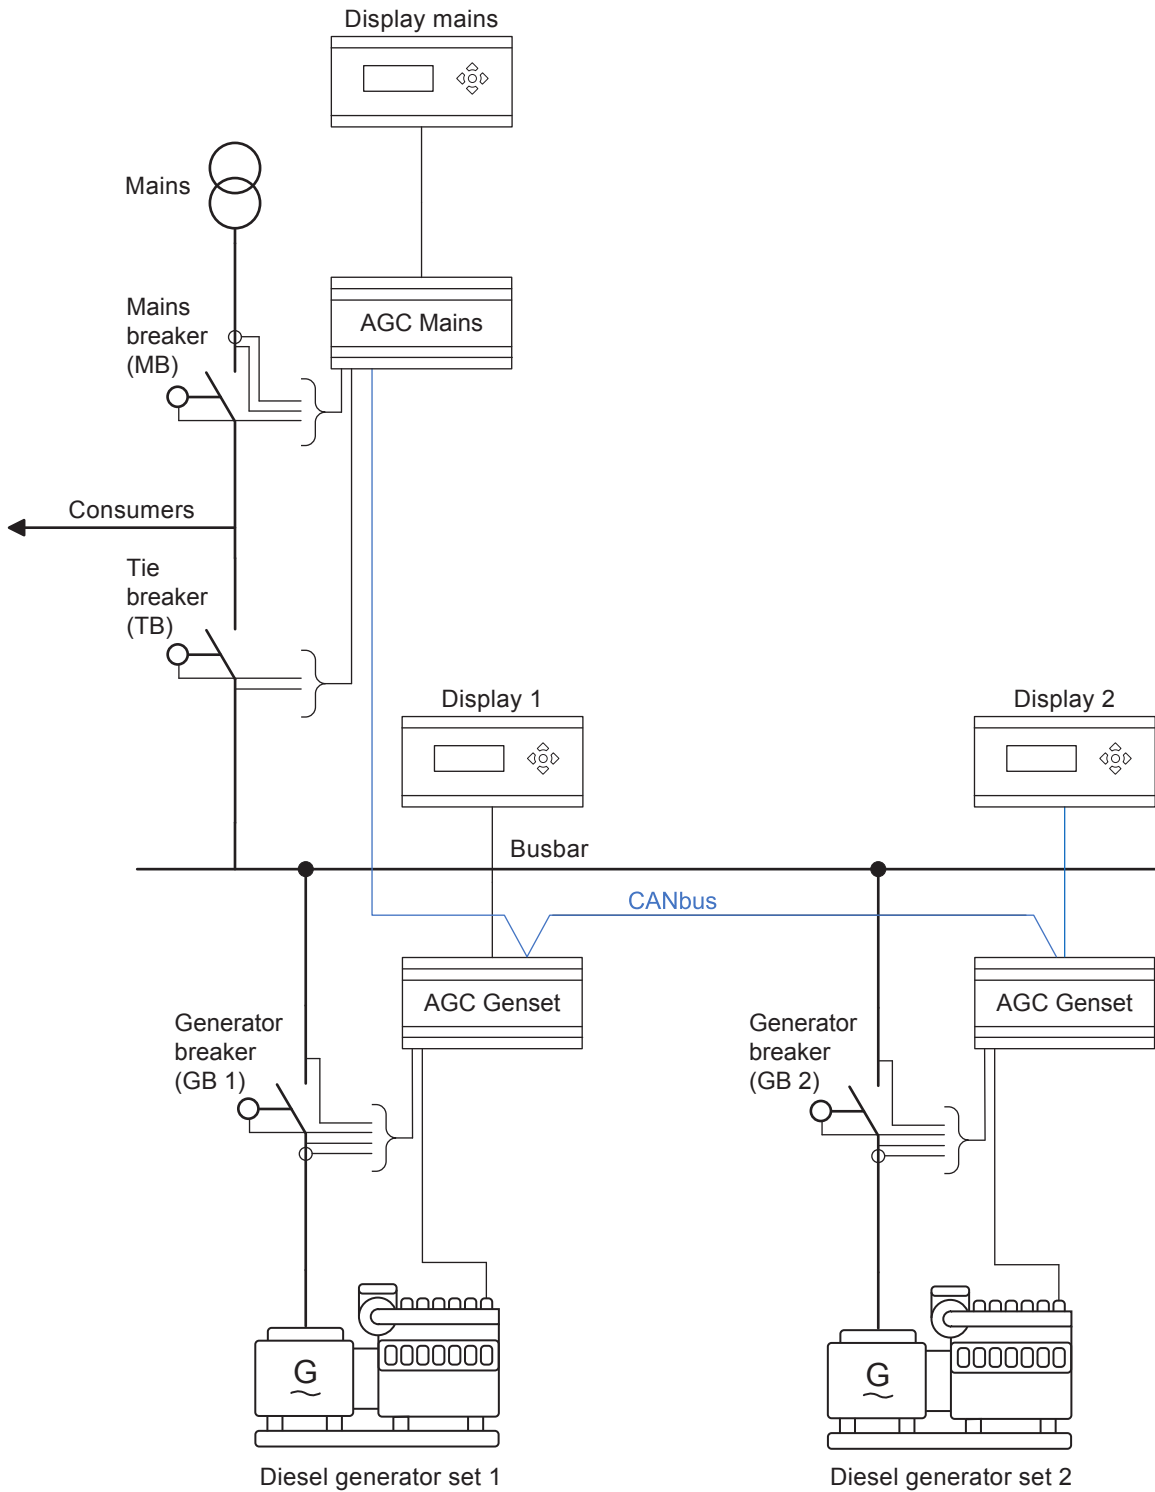 Display mains
Mains
Mains
breaker
(MB)
AGC Mains
Consumers
Tie
breaker
(TB)
Display 1
Display 2
Busbar
CANbus
AGC Genset
AGC Genset
Generator
breaker
(GB 1)
Generator
breaker
(GB 2)
G
G
Diesel generator set 1
Diesel generator set 2